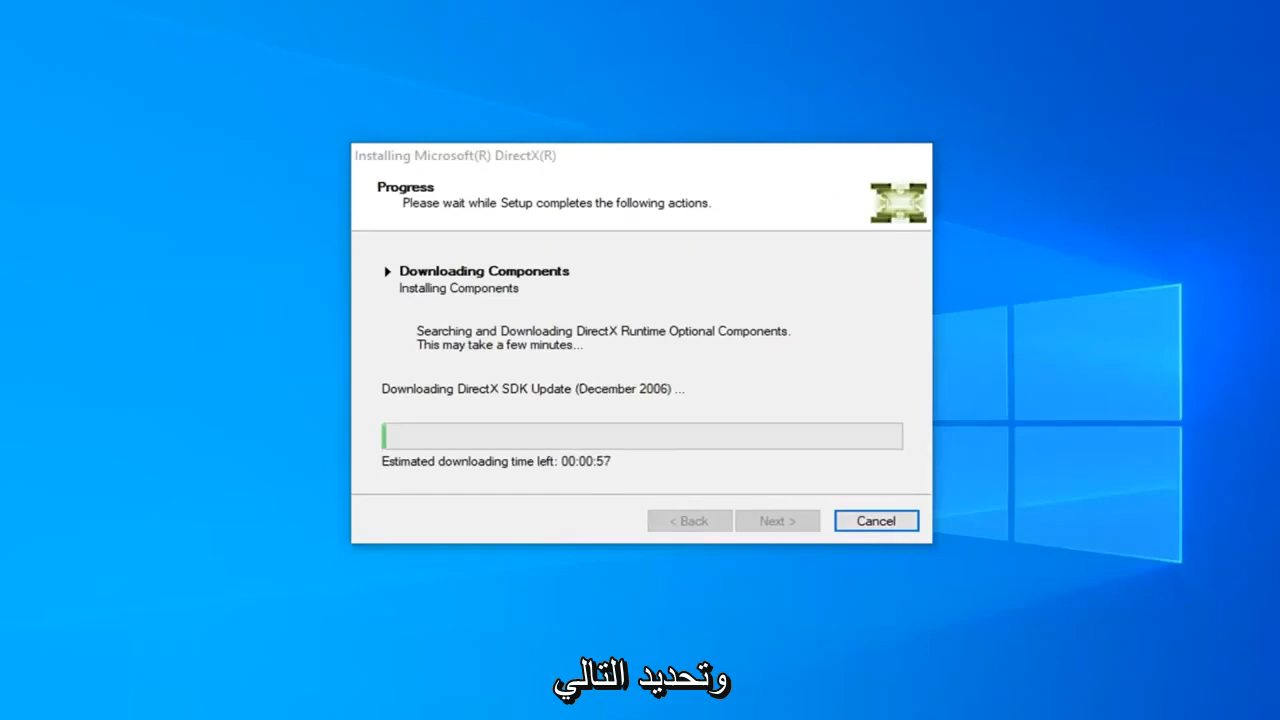 Installing Microsoft(R) DirectX(R)
Progress
Please wait while Setup completes the following actions.
Downloading Components
Installing Components
Searching and Downloading DirectX Runtime Optional Components.
This may take a few minutes...
Downloading DirectX SDK Update (December 2006) ...
Estimated downloading time left: 00:00:57
< Back Next > Cancel
وتحديد التالي